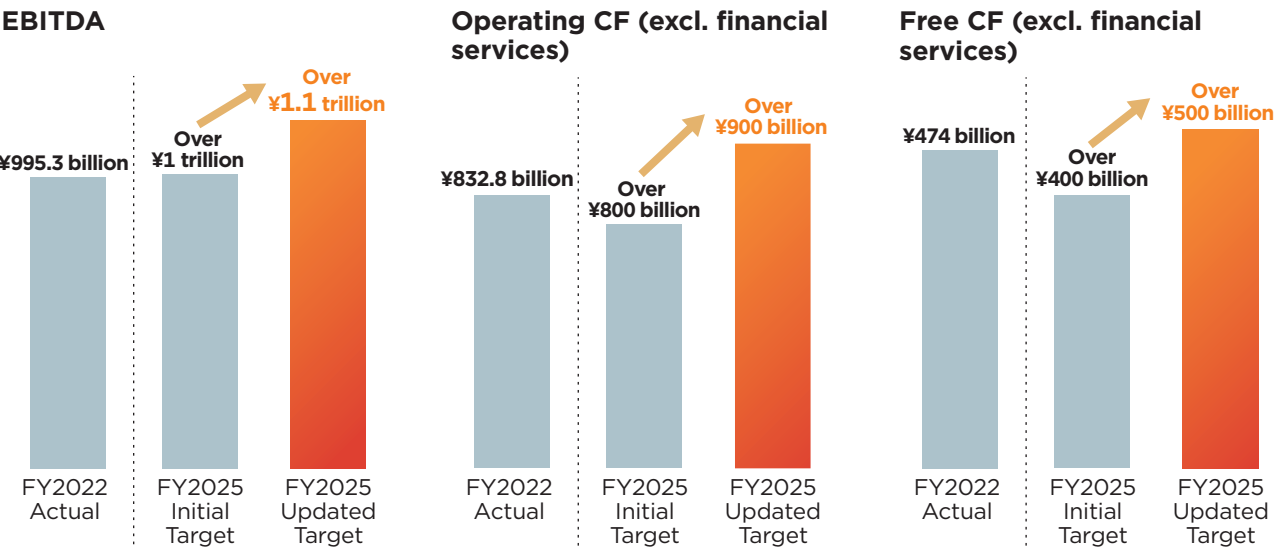 EBITDA
Over
¥1.1 trillion
Over
¥1 trillion
¥995.3 billion
FY2022
Actual
FY2025
Initial
Target
FY2025
Updated
Target
Operating CF (excl. financial
services)
Over
¥900 billion
¥832.8 billion
Over
¥800 billion
FY2022
Actual
FY2025
Initial
Target
FY2025
Updated
Target
Free CF (excl. financial
services)
Over
¥500 billion
¥474 billion
Over
¥400 billion
FY2022
Actual
FY2025
Initial
Target
FY2025
Updated
Target